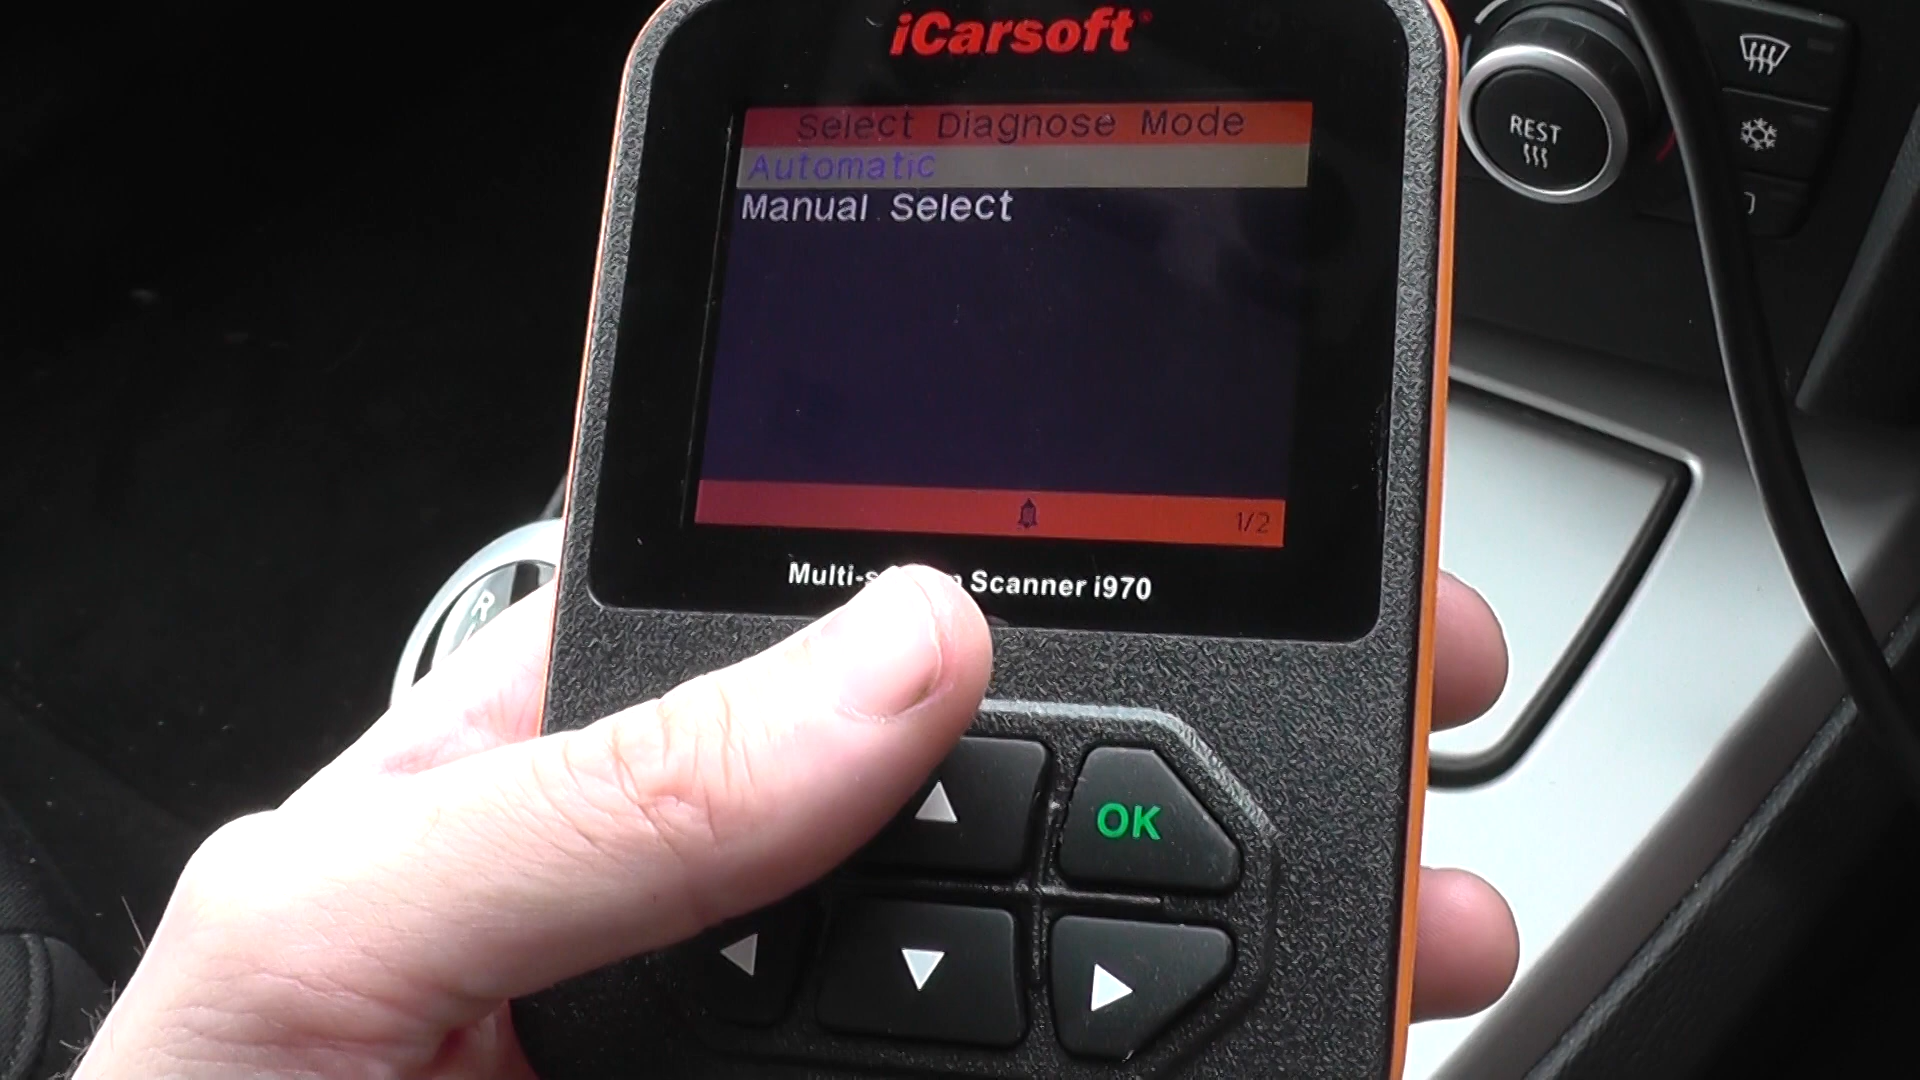 iCarsoft
Select Diagnose Mode
Automatic
Manual Select
1/2
Scanner i970
OK
REST
R